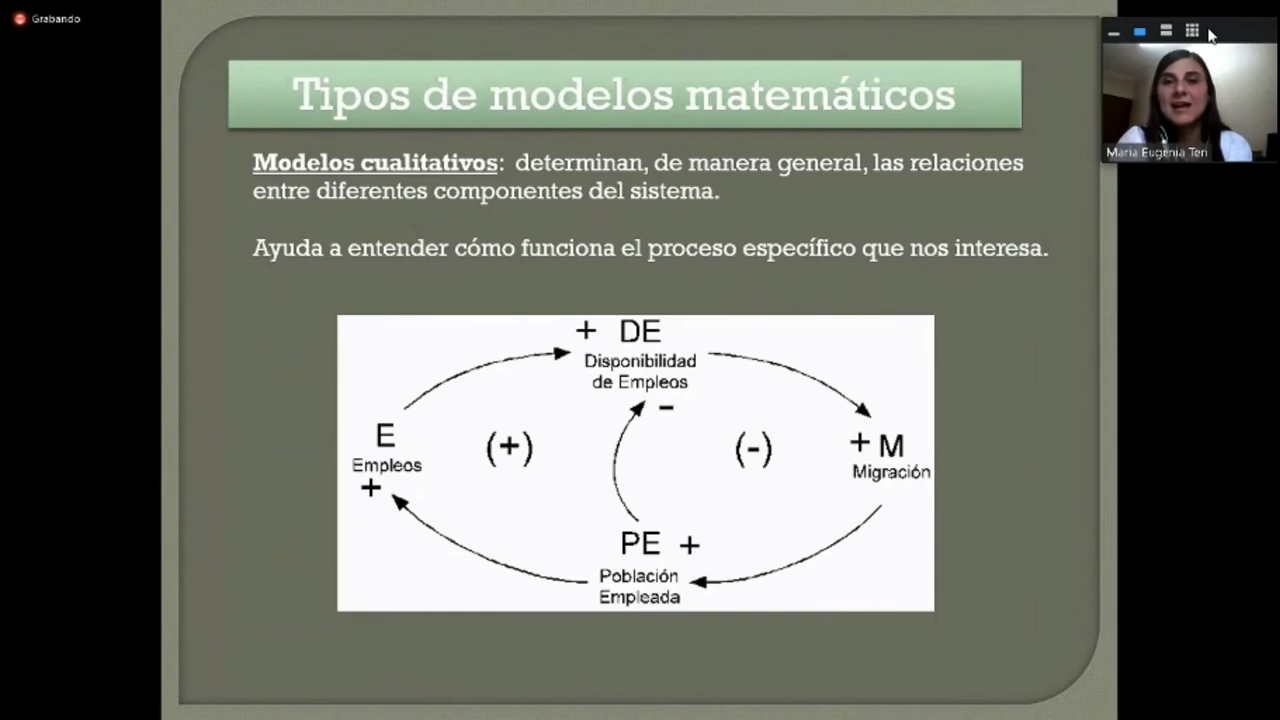 Grabando
Tipos de modelos matemáticos
Modelos cualitativos: determinan, de manera general, las relaciones
entre diferentes componentes del sistema.
Ayuda a entender cómo funciona el proceso específico que nos interesa.
+ DE
Disponibilidad
de Empleos
-
E
Empleos
+
(+)
(-)
+ M
Migración
PE +
Población
Empleada
Maria Eugenia Teri